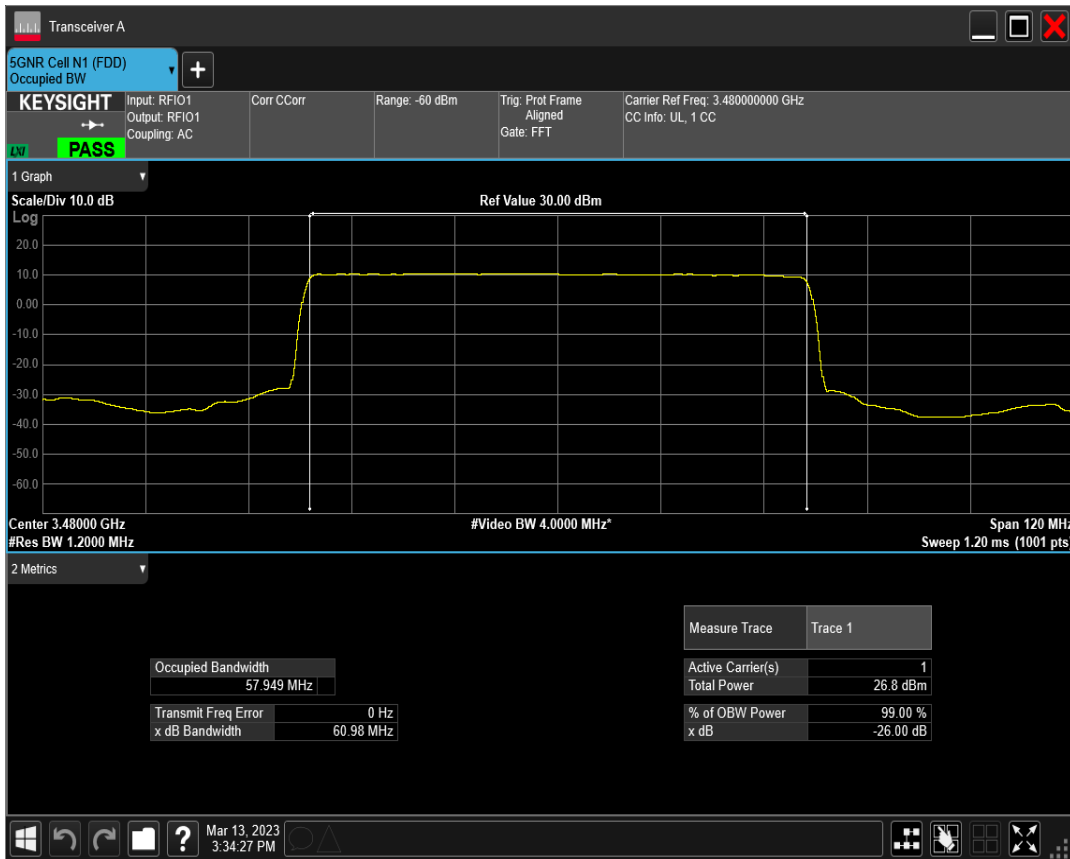 Transceiver A
5GNR Cell N1 (FDD)
Occupied BW
KEYSIGHT
LXI
PASS
Input: RFIO1
Output: RFIO1
Coupling: AC
Corr CCorr
Range: -60 dBm
Trig: Prot Frame
Aligned
Gate: FFT
Carrier Ref Freq: 3.480000000 GHz
CC Info: UL, 1 CC
1 Graph
Scale/Div 10.0 dB
Ref Value 30.00 dBm
Log
20.0
10.0
0.00
-10.0
-20.0
-30.0
-40.0
-50.0
-60.0
Center 3.48000 GHz
#Video BW 4.0000 MHz*
Span 120 MHz
#Res BW 1.2000 MHz
Sweep 1.20 ms (1001 pts)
2 Metrics
Measure Trace Trace 1
Occupied Bandwidth
57.949 MHz
Active Carrier(s) 1
Total Power 26.8 dBm
Transmit Freq Error 0 Hz
x dB Bandwidth 60.98 MHz
% of OBW Power 99.00 %
x dB -26.00 dB
?
Mar 13, 2023
3:34:27 PM